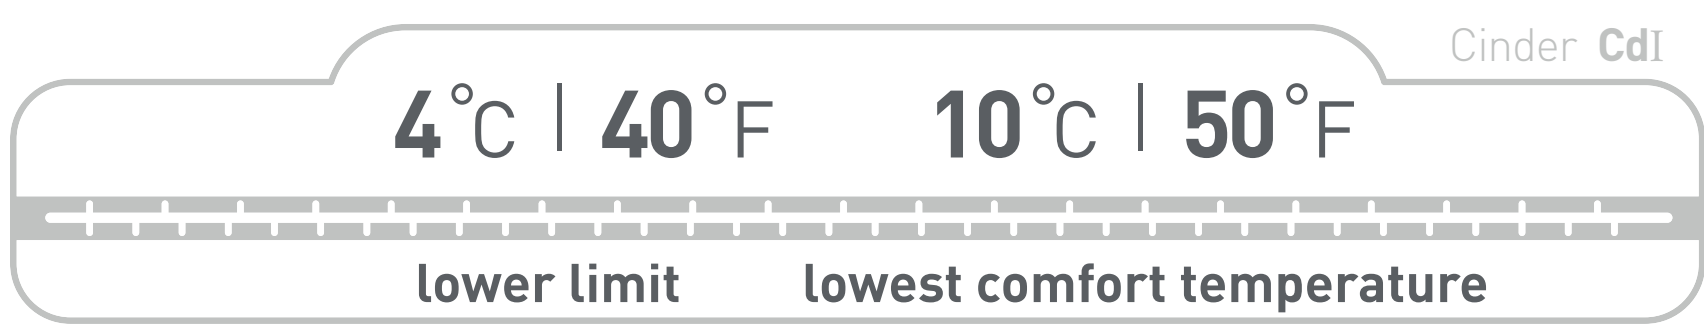 Cinder CdI
4°C | 40°F 10°C | 50°F
lower limit lowest comfort temperature